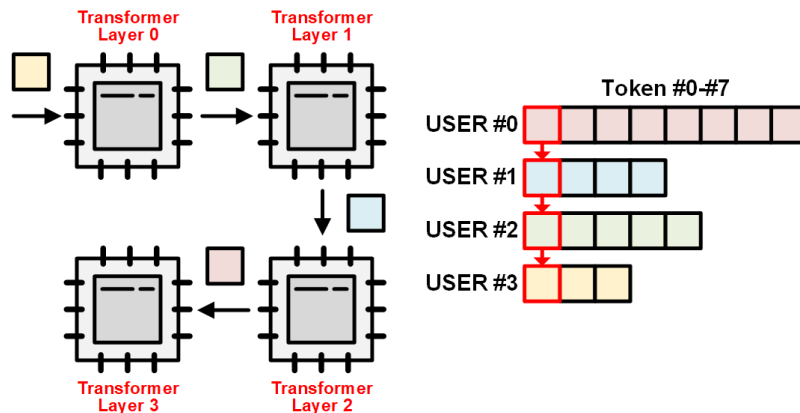 Transformer
Layer 0
Transformer
Layer 1
Token #0-#7
USER #0
USER #1
USER #2
USER #3
Transformer
Layer 3
Transformer
Layer 2